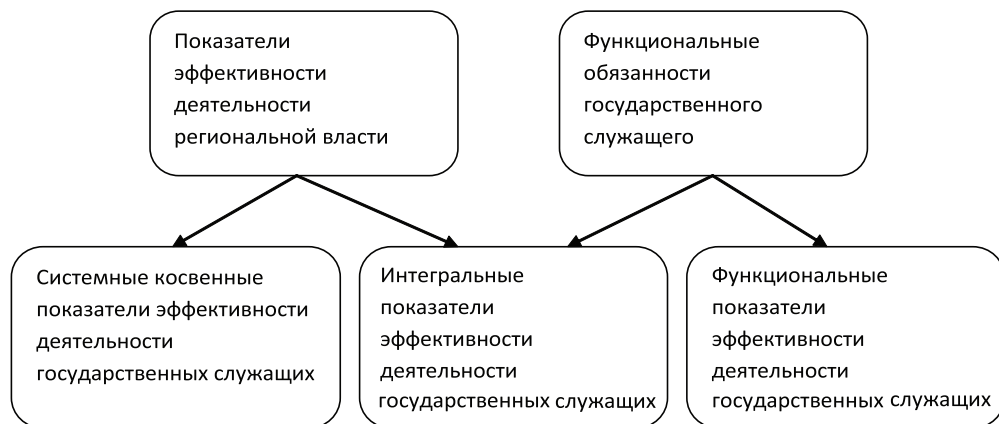 Показатели
эффективности
деятельности
региональной власти
Функциональные
обязанности
государственного
служащего
Системные косвенные
показатели эффективности
деятельности
государственных служащих
Интегральные
показатели
эффективности
деятельности
государственных служащих
Функциональные
показатели
эффективности
деятельности
государственных служащих